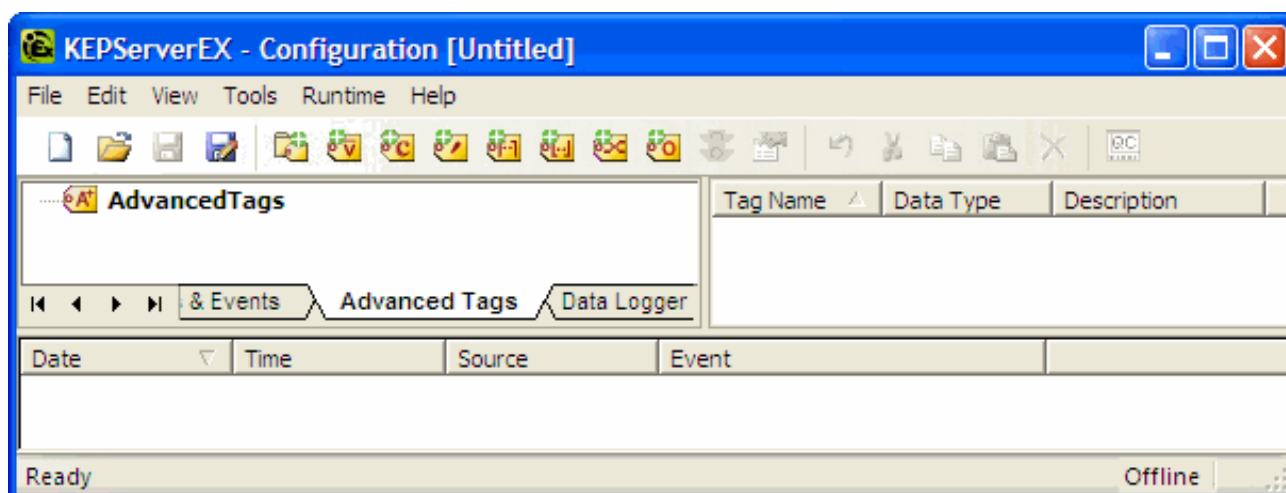 KEPServerEX - Configuration [Untitled]
File Edit View Tools Runtime Help
QC
AdvancedTags
Tag Name Data Type Description
& Events Advanced Tags Data Logger
Date Time Source Event
Ready Offline